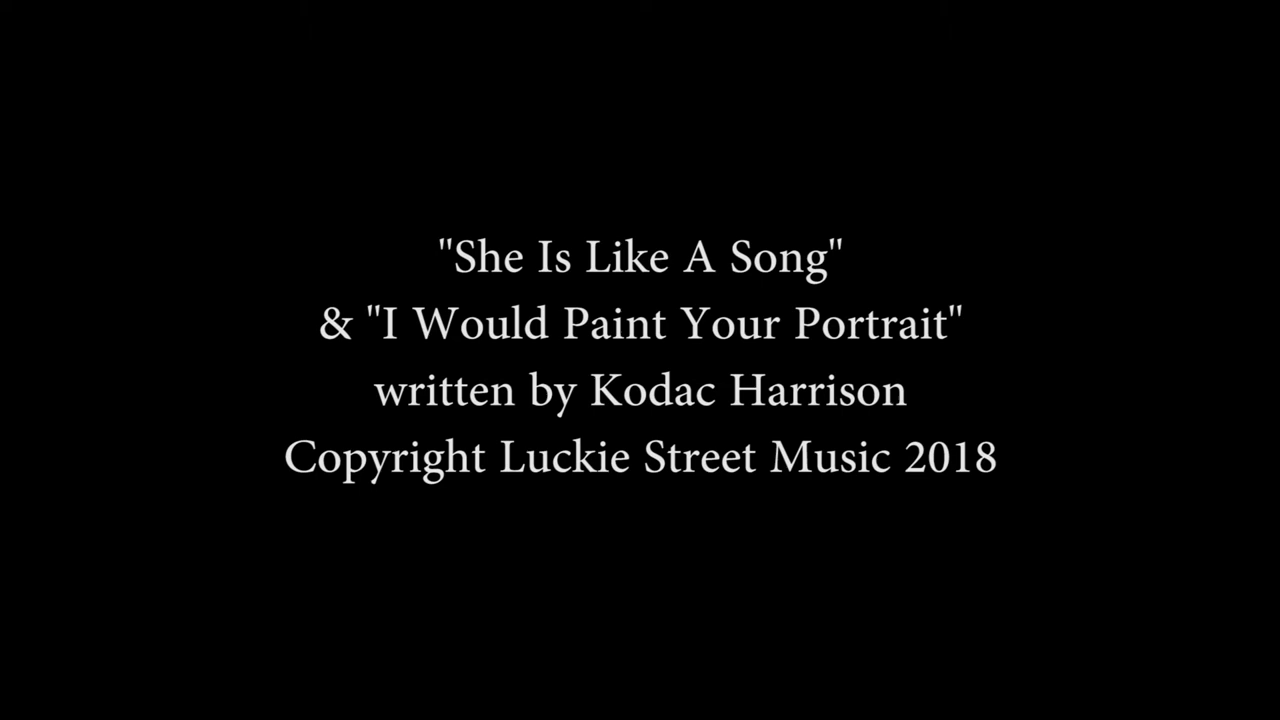 "She Is Like A Song"
& "I Would Paint Your Portrait"
written by Kodac Harrison
Copyright Luckie Street Music 2018